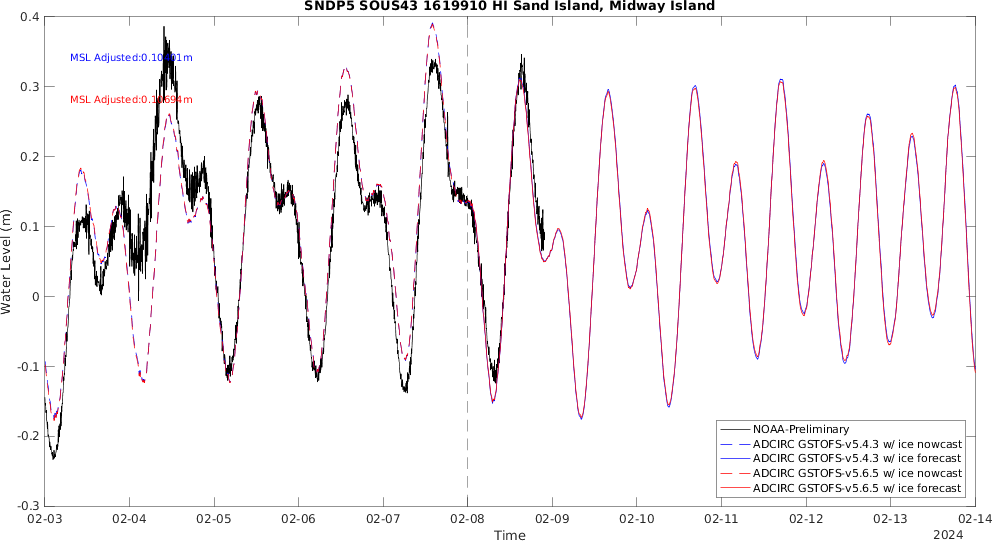 SNDP5 SOUS43 1619910 HI Sand Island, Midway Island
0.4
0.3
0.2
0.1
0
-0.1
-0.2
-0.3
Water Level (m)
MSL
MSL
NOAA-Preliminary
ADCIRC GSTOFS-v5.4.3 w/ ice nowcast
ADCIRC GSTOFS-v5.4.3 w/ ice forecast
ADCIRC GSTOFS-v5.6.5 w/ ice nowcast
ADCIRC GSTOFS-v5.6.5 w/ ice forecast
02-03 02-04 02-05 02-06 02-07 02-08 02-09 02-10 02-11 02-12 02-13 02-14
Time
2024